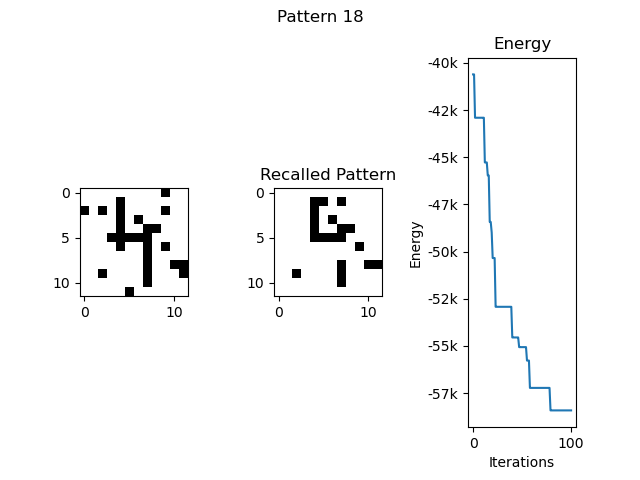 Pattern 18
Energy
Recalled Pattern
0
5
10
0
10
0
5
10
0
10
-40k
-42k
-45k
-47k
-50k
-52k
-55k
-57k
Energy
0
100
Iterations